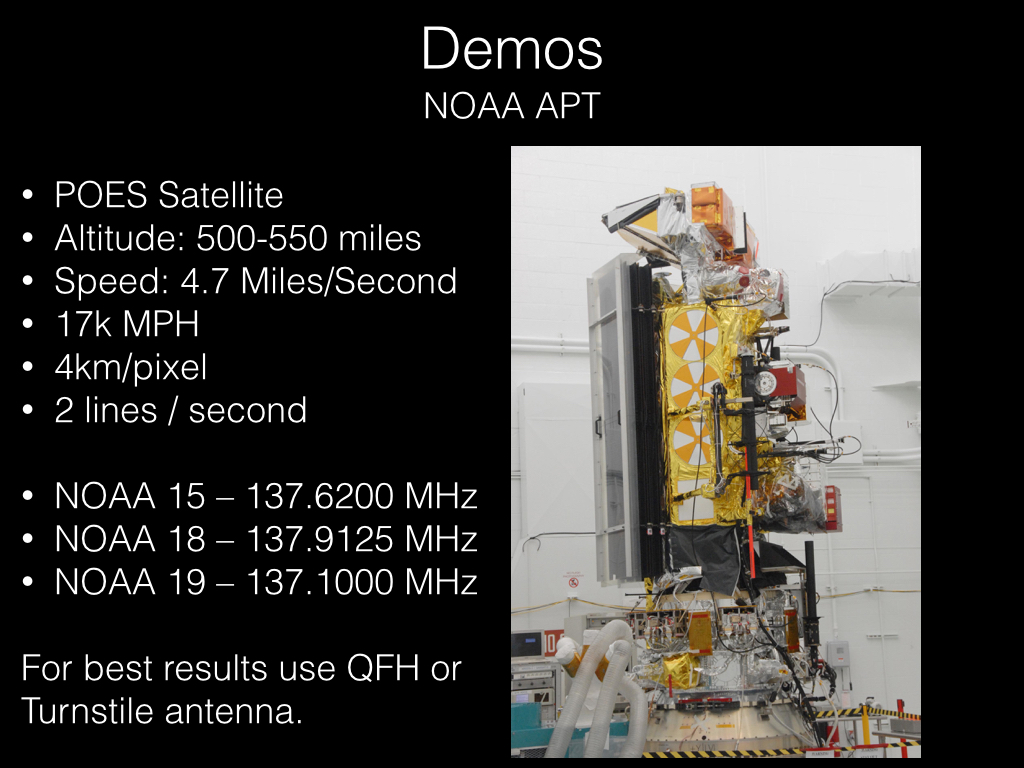 Demos
NOAA APT
• POES Satellite
• Altitude: 500-550 miles
• Speed: 4.7 Miles/Second
• 17k MPH
• 4km/pixel
• 2 lines / second
• NOAA 15 – 137.6200 MHz
• NOAA 18 – 137.9125 MHz
• NOAA 19 – 137.1000 MHz
For best results use QFH or
Turnstile antenna.